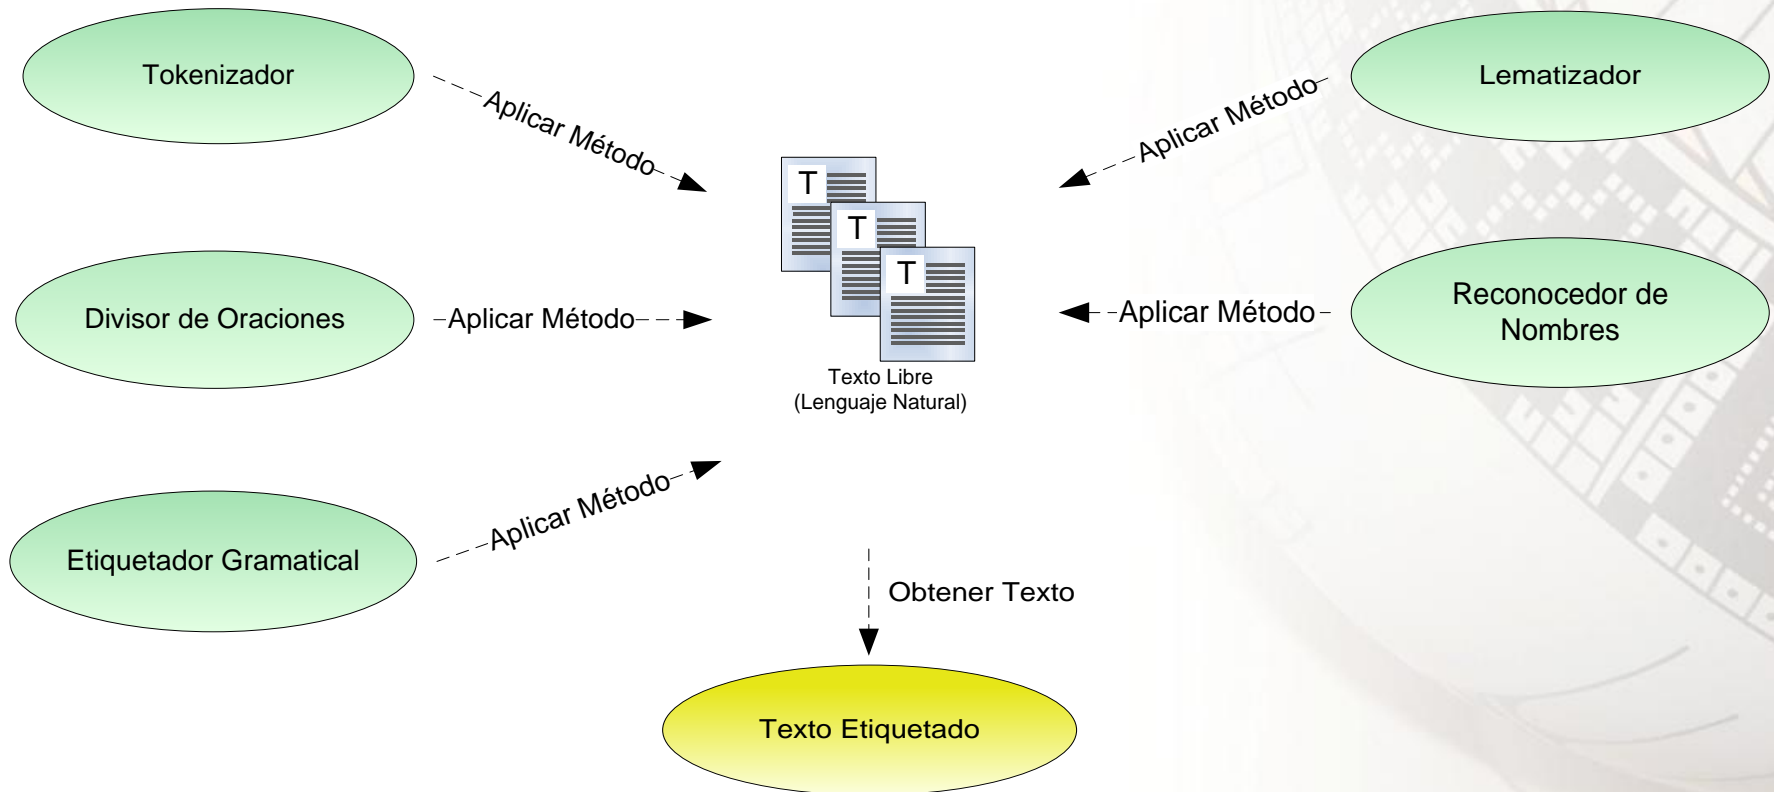 Tokenizador
Aplicar Método
Lematizador
Aplicar Método
T
T
T
Divisor de Oraciones
Aplicar Método
Texto Libre
(Lenguaje Natural)
Aplicar Método
Reconocedor de
Nombres
Etiquetador Gramatical
Aplicar Método
Obtener Texto
Texto Etiquetado